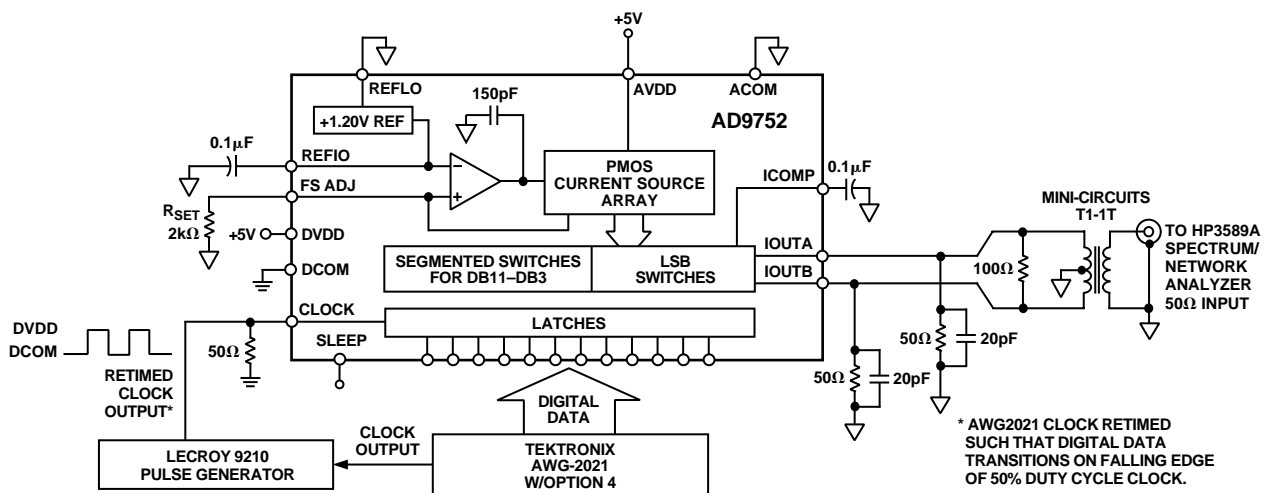 +5V
REFLO
AVDD
ACOM
150pF
+1.20V REF
AD9752
0.1µF
REFIO
FS ADJ
PMOS
CURRENT SOURCE
ARRAY
ICOMP
0.1µF
RSET
2kΩ
+5V
DVDD
DCOM
SEGMENTED SWITCHES
FOR DB11–DB3
LSB
SWITCHES
IOUTA
IOUTB
100Ω
MINI-CIRCUITS
T1-1T
TO HP3589A
SPECTRUM/
NETWORK
ANALYZER
50Ω INPUT
CLOCK
LATCHES
DVDD
DCOM
50Ω
SLEEP
50Ω
20pF
50Ω
20pF
RETIMED
CLOCK
OUTPUT*
DIGITAL
DATA
CLOCK
OUTPUT
LECROY 9210
PULSE GENERATOR
TEKTRONIX
AWG-2021
W/OPTION 4
* AWG2021 CLOCK RETIMED
SUCH THAT DIGITAL DATA
TRANSITIONS ON FALLING EDGE
OF 50% DUTY CYCLE CLOCK.
−
+